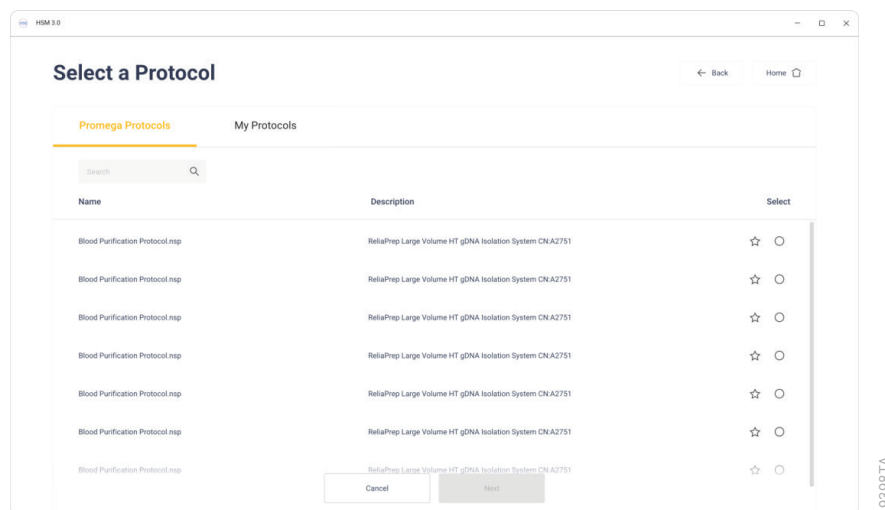 HSM 3.0
Select a Protocol
Back
Home
Promega Protocols
My Protocols
Search
Name Description Select
Blood Purification Protocol.nsp ReliaPrep Large Volume HT gDNA Isolation System CN:A2751
Blood Purification Protocol.nsp ReliaPrep Large Volume HT gDNA Isolation System CN:A2751
Blood Purification Protocol.nsp ReliaPrep Large Volume HT gDNA Isolation System CN:A2751
Blood Purification Protocol.nsp ReliaPrep Large Volume HT gDNA Isolation System CN:A2751
Blood Purification Protocol.nsp ReliaPrep Large Volume HT gDNA Isolation System CN:A2751
Blood Purification Protocol.nsp ReliaPrep Large Volume HT gDNA Isolation System CN:A2751
Blood Purification Protocol.nsp ReliaPrep Large Volume HT gDNA Isolation System CN:A2751
Cancel
Next